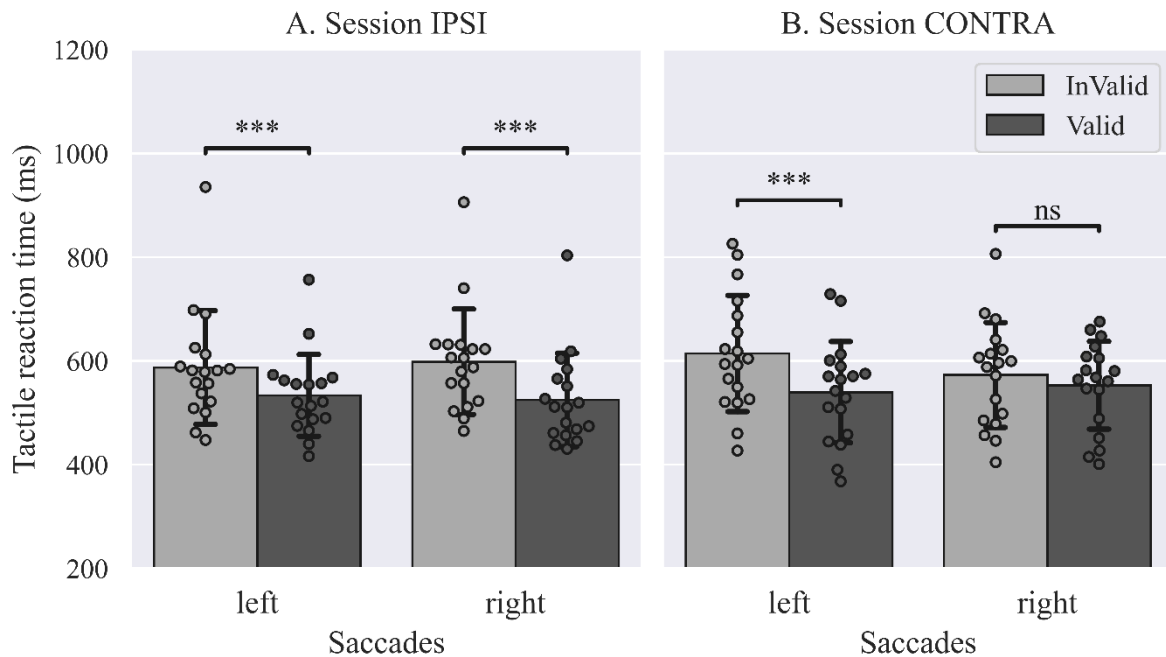 A. Session IPSI
B. Session CONTRA
Tactile reaction time (ms)
1200
1000
800
600
400
200
***
***
***
ns
InValid
Valid
left
right
left
right
Saccades
Saccades